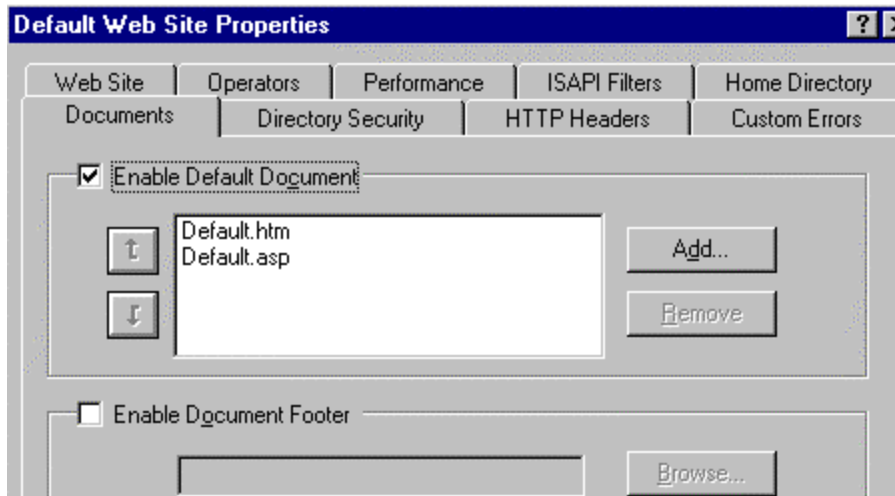 Default Web Site Properties ?
Web Site Operators Performance ISAPI Filters Home Directory
Documents Directory Security HTTP Headers Custom Errors
Enable Default Document
Default.htm
Default.asp
Add...
Remove
Enable Document Footer
Browse...